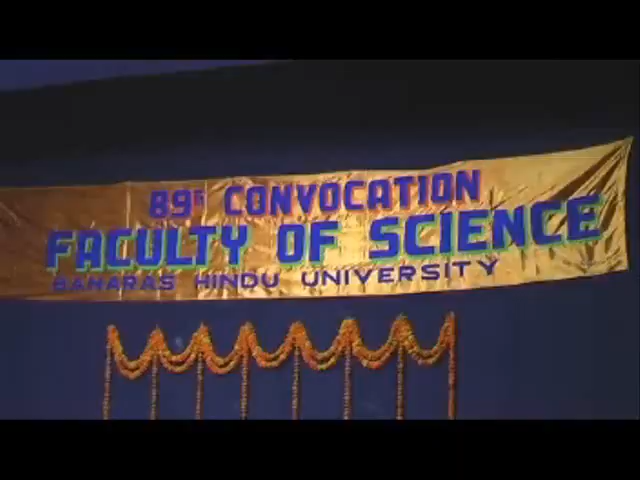 89th CONVOCATION
FACULTY OF SCIENCE
BANARAS HINDU UNIVERSITY